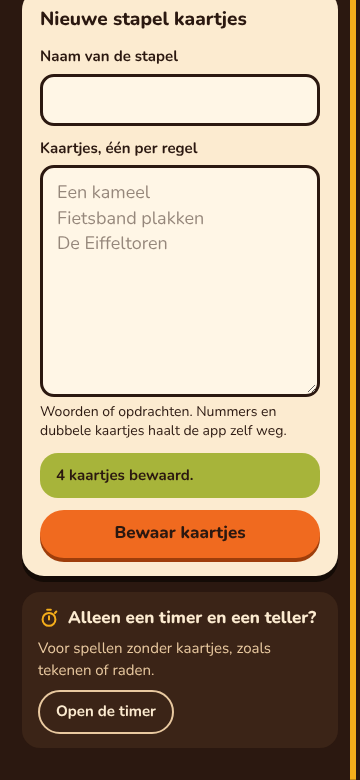 Nieuwe stapel kaartjes
Naam van de stapel
Kaartjes, één per regel
Een kameel
Fietsband plakken
De Eiffeltoren
Woorden of opdrachten. Nummers en
dubbele kaartjes haalt de app zelf weg.
4 kaartjes bewaard.
Bewaar kaartjes
Alleen een timer en een teller?
Voor spellen zonder kaartjes, zoals
tekenen of raden.
Open de timer